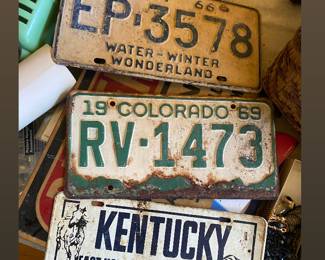 66
EP-3578
WATER-WINTER
WONDERLAND
19 COLORADO 69
RV-1473
KENTUCKY